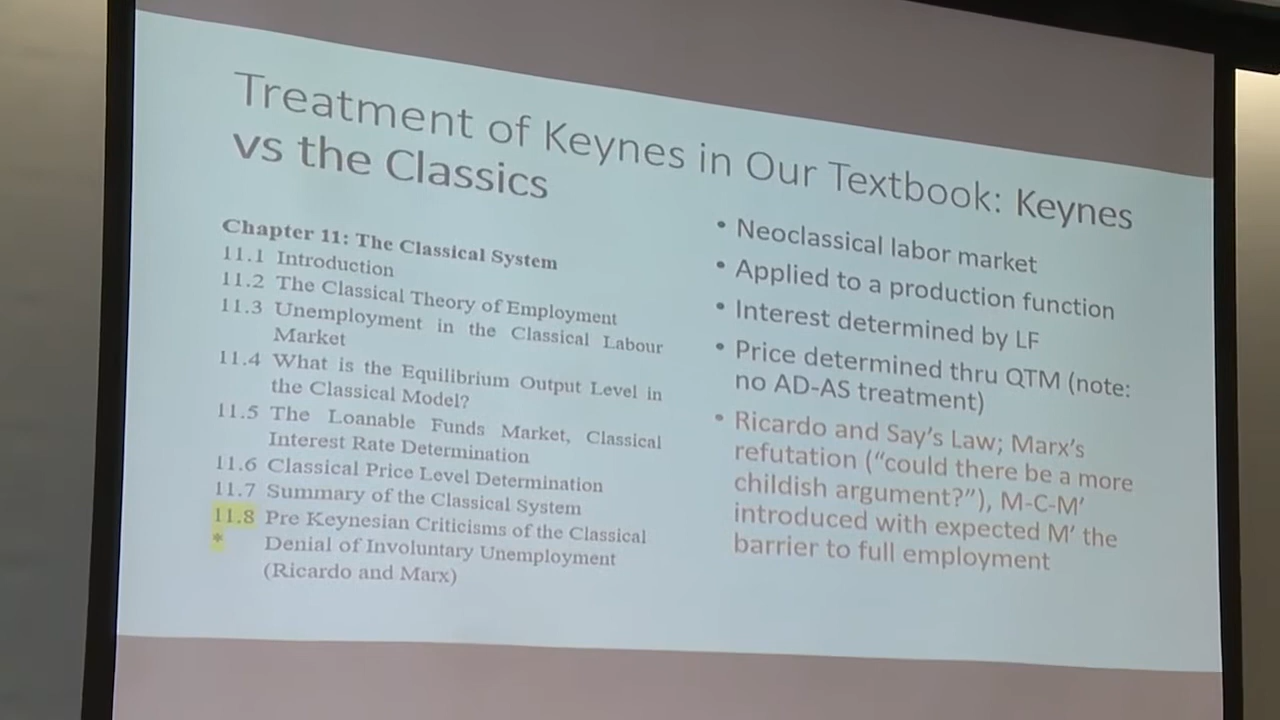 Treatment of Keynes in Our Textbook: Keynes
vs the Classics
Chapter 11: The Classical System
11.1 Introduction
11.2 The Classical Theory of Employment
11.3 Unemployment in the Classical Labour
Market
11.4 What is the Equilibrium Output Level in
the Classical Model?
11.5 The Loanable Funds Market, Classical
Interest Rate Determination
11.6 Classical Price Level Determination
11.7 Summary of the Classical System
11.8 Pre Keynesian Criticisms of the Classical
* Denial of Involuntary Unemployment
(Ricardo and Marx)
• Neoclassical labor market
• Applied to a production function
• Interest determined by LF
• Price determined thru QTM (note:
no AD-AS treatment)
• Ricardo and Say's Law; Marx's
refutation ("could there be a more
childish argument?"), M-C-M'
introduced with expected M' the
barrier to full employment